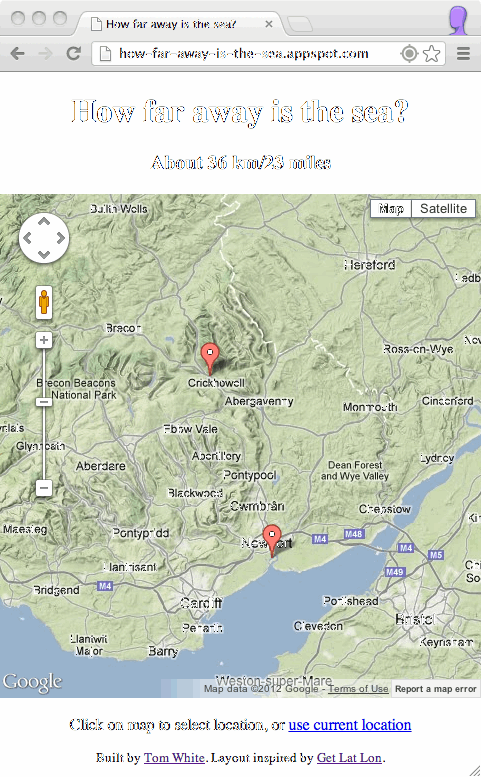 How far away is the sea?
how-far-away-is-the-sea.appspot.com
How far away is the sea?
About 36 km/23 miles
Map Satellite
Builth Wells
Hereford
Brecon
Ross-on-Wye
Brecon Beacons
National Park
Crickhowell
Abergavenny
Monmouth
Cinderford
Ebbw Vale
Abertillery
Aberdare
Pontypool
Dean Forest
and Wye Valley
Lydney
Blackwood
Cwmbrân
Chepstow
Maesteg
Pontypridd
Newport
M4
M48
M4
M5
Llantrisant
M49
Bridgend
M4
Cardiff
Portishead
Bristol
Penarth
Clevedon
Keynsham
Llantwit
Major
Barry
Weston-super-Mare
Google
Map data ©2012 Google - Terms of Use Report a map error
Click on map to select location, or use current location
Built by Tom White. Layout inspired by Get Lat Lon.